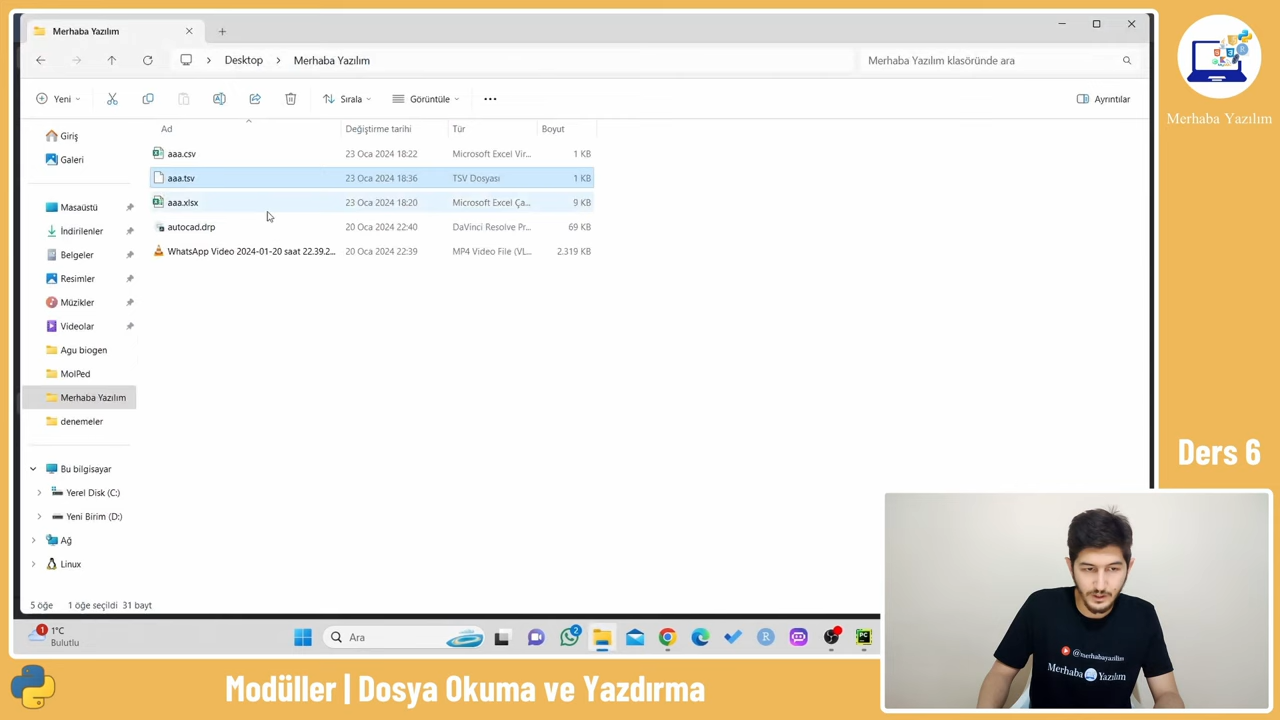 Merhaba Yazılım
Desktop
Merhaba Yazılım
Merhaba Yazılım klasöründe ara
Yeni
Sırala
Görüntüle
Ayrıntılar
Merhaba Yazılım
Ad
Değiştirme tarihi
Tür
Boyut
aaa.csv
23 Oca 2024 18:22
Microsoft Excel Vir...
1 KB
aaa.tsv
23 Oca 2024 18:36
TSV Dosyası
1 KB
aaa.xlsx
23 Oca 2024 18:20
Microsoft Excel Ça...
9 KB
autocad.drp
20 Oca 2024 22:40
DaVinci Resolve Pr...
69 KB
WhatsApp Video 2024-01-20 saat 22.39.2...
20 Oca 2024 22:39
MP4 Video File (VL...
2.319 KB
Giriş
Galeri
Masaüstü
İndirilenler
Belgeler
Resimler
Müzikler
Videolar
Agu biogen
MolPed
Merhaba Yazılım
denemeler
Bu bilgisayar
Yerel Disk (C:)
Yeni Birim (D:)
Ağ
Linux
5 öğe
1 öğe seçildi 31 bayt
Ders 6
1
1°C
Bulutlu
Ara
2
R
PC
@merhabayazilim
Merhaba Yazılım
Modüller | Dosya Okuma ve Yazdırma